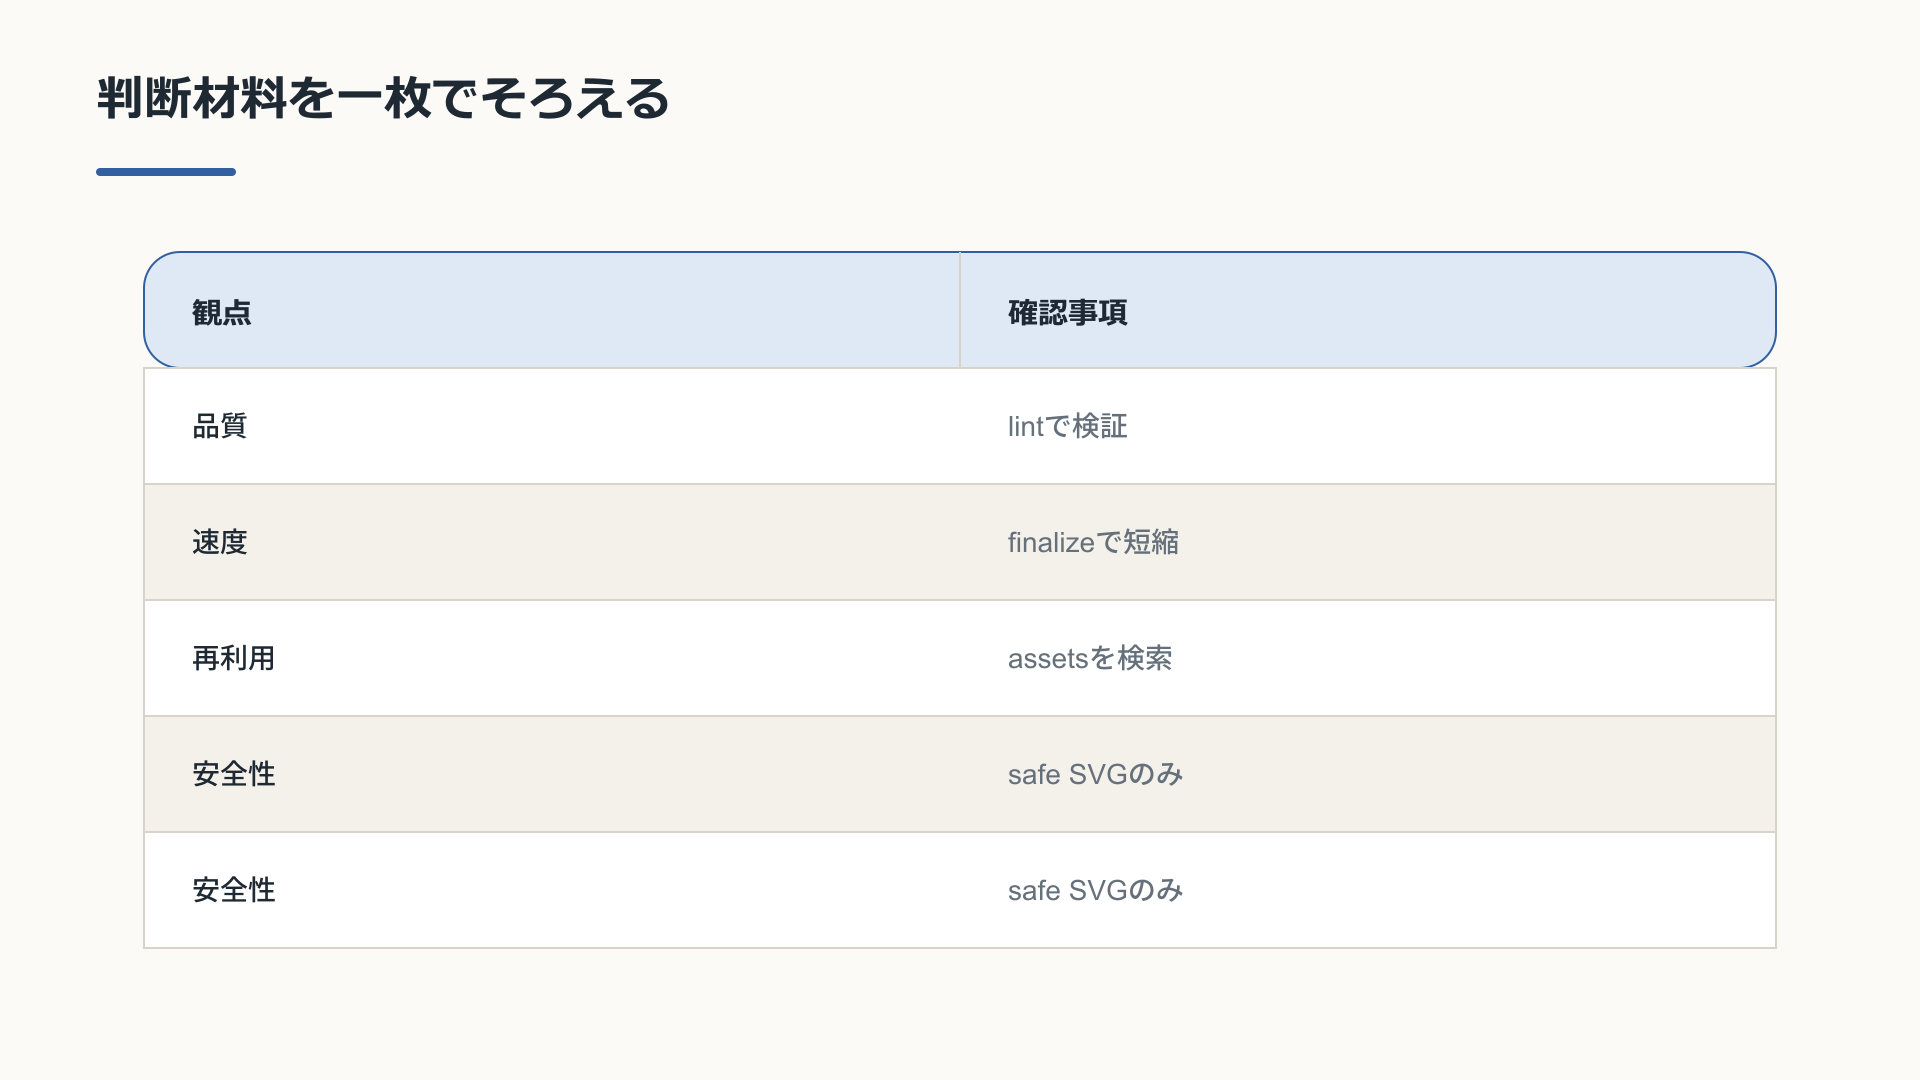 判断材料を一枚でそろえる
観点 確認事項
品質 lintで検証
速度 finalizeで短縮
再利用 assetsを検索
安全性 safe SVGのみ
安全性 safe SVGのみ